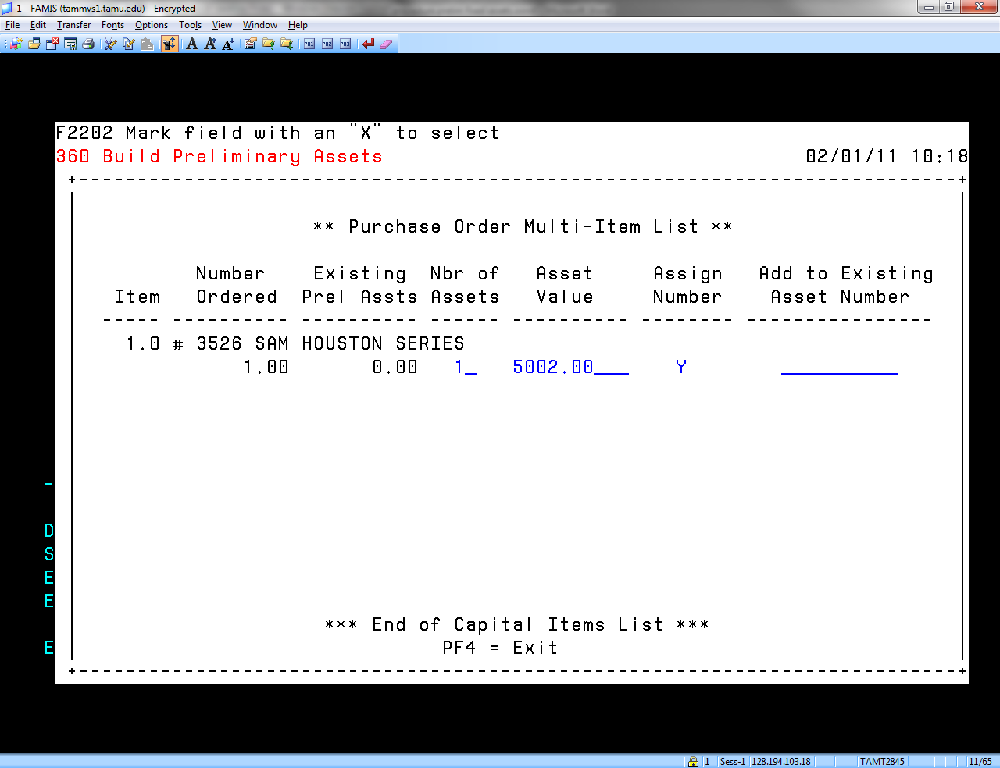 1 - FAMIS (tammvs1.tamu.edu) - Encrypted
File Edit Transfer Fonts Options Tools View Window Help
A A A PA1 PA2 PA3
F2202 Mark field with an "X" to select
360 Build Preliminary Assets 02/01/11 10:18
** Purchase Order Multi-Item List **
Number Existing Nbr of Asset Assign Add to Existing
Item Ordered Prel Assts Assets Value Number Asset Number
1.0 # 3526 SAM HOUSTON SERIES
1.00 0.00 1_ 5002.00___ Y __________
D
S
E
E
*** End of Capital Items List ***
E PF4 = Exit
1 Sess-1 128.194.103.18 TAMT2845 11/65